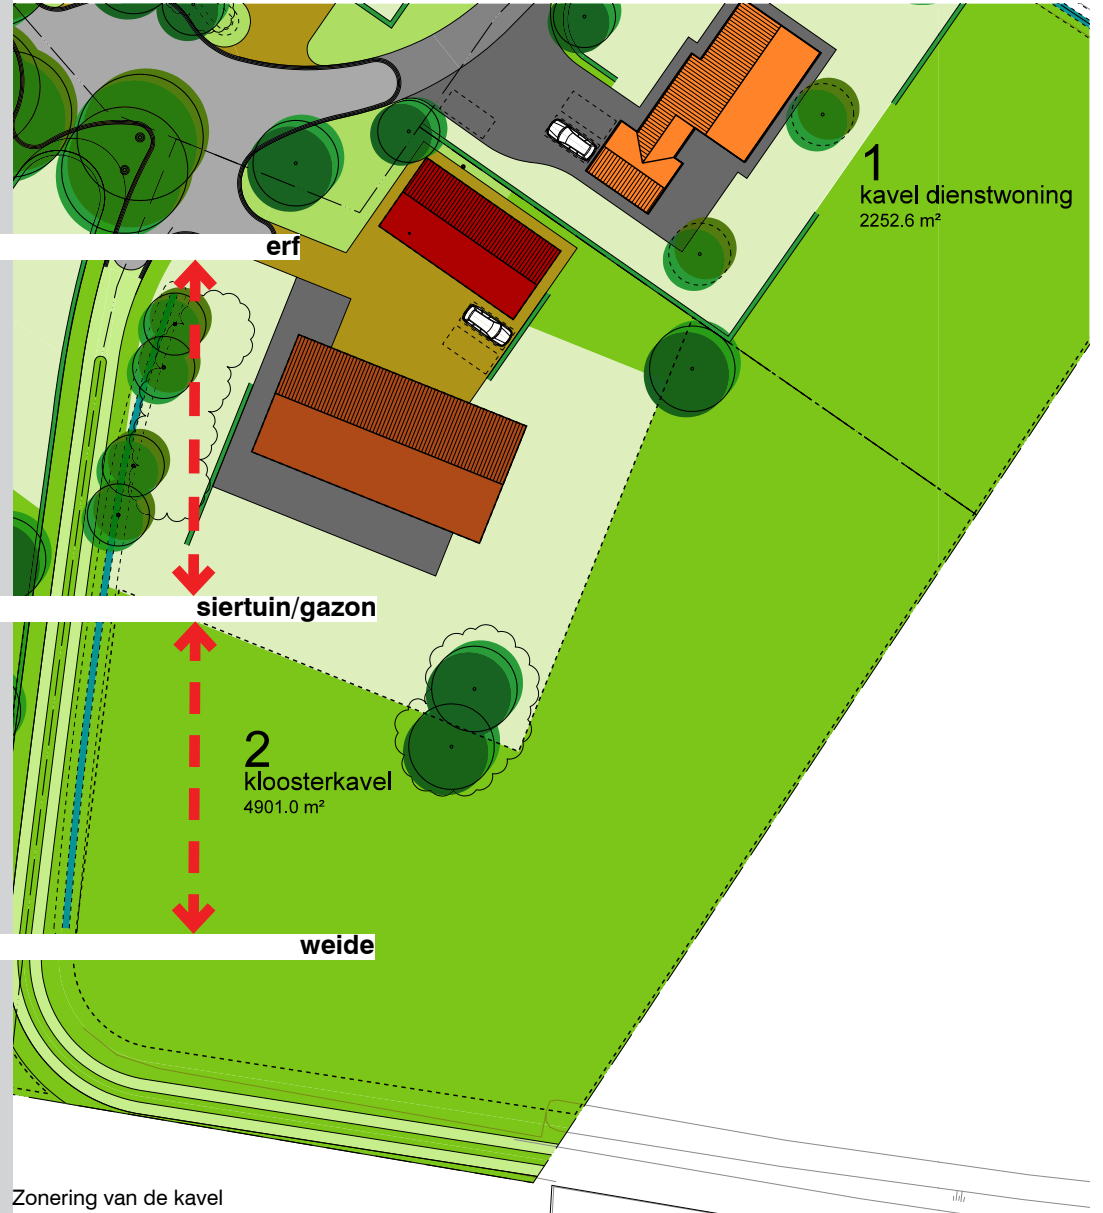 1
kavel dienstwoning
2252.6 m²
erf
siertuin/gazon
2
kloosterkavel
4901.0 m²
weide
Zonering van de kavel